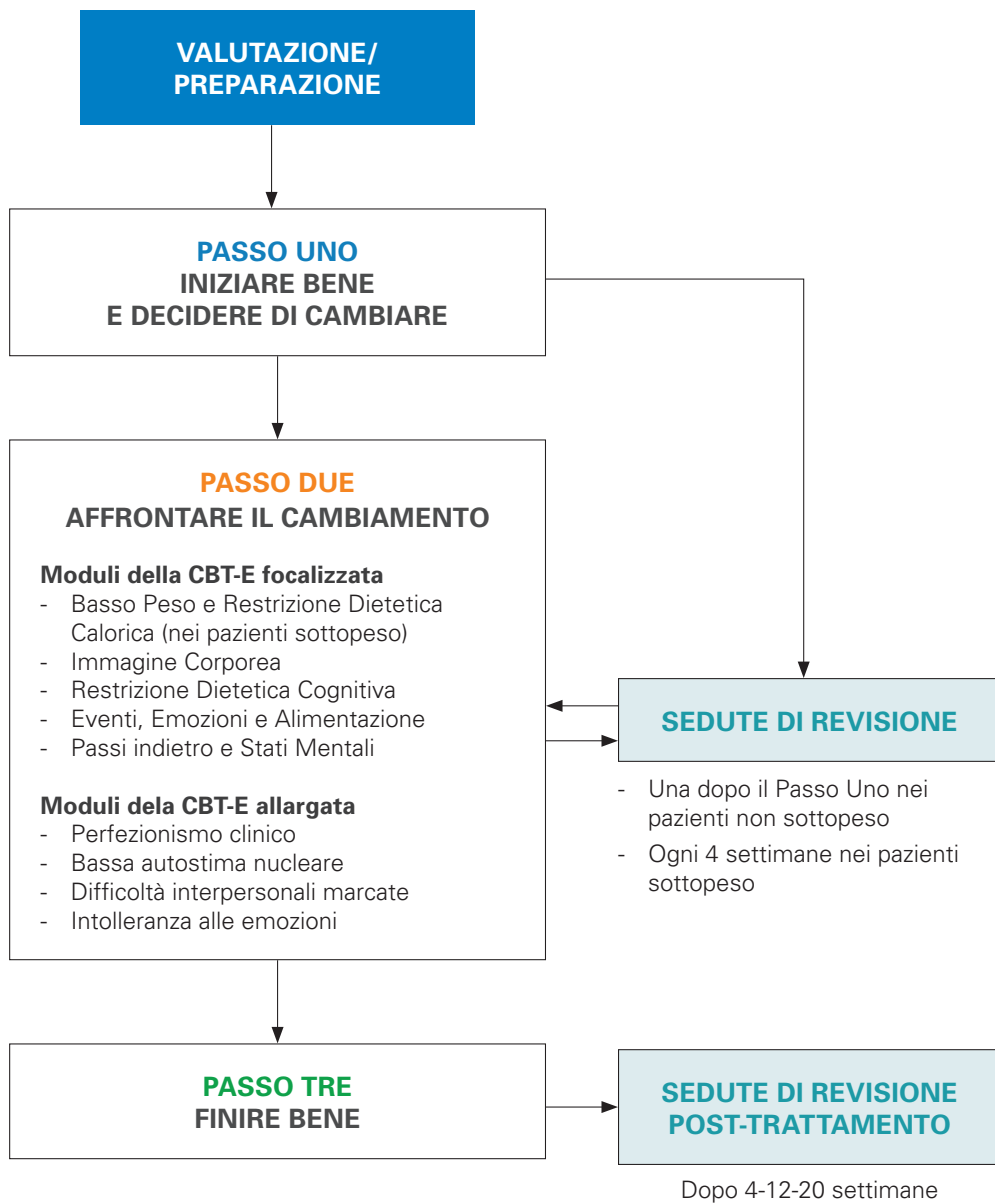 VALUTAZIONE/
PREPARAZIONE
PASSO UNO
INIZIARE BENE
E DECIDERE DI CAMBIARE
PASSO DUE
AFFRONTARE IL CAMBIAMENTO
Moduli della CBT-E focalizzata
- Basso Peso e Restrizione Dietetica
Calorica (nei pazienti sottopeso)
- Immagine Corporea
- Restrizione Dietetica Cognitiva
- Eventi, Emozioni e Alimentazione
- Passi indietro e Stati Mentali
Moduli dela CBT-E allargata
- Perfezionismo clinico
- Bassa autostima nucleare
- Difficoltà interpersonali marcate
- Intolleranza alle emozioni
SEDUTE DI REVISIONE
- Una dopo il Passo Uno nei
pazienti non sottopeso
- Ogni 4 settimane nei pazienti
sottopeso
PASSO TRE
FINIRE BENE
SEDUTE DI REVISIONE
POST-TRATTAMENTO
Dopo 4-12-20 settimane